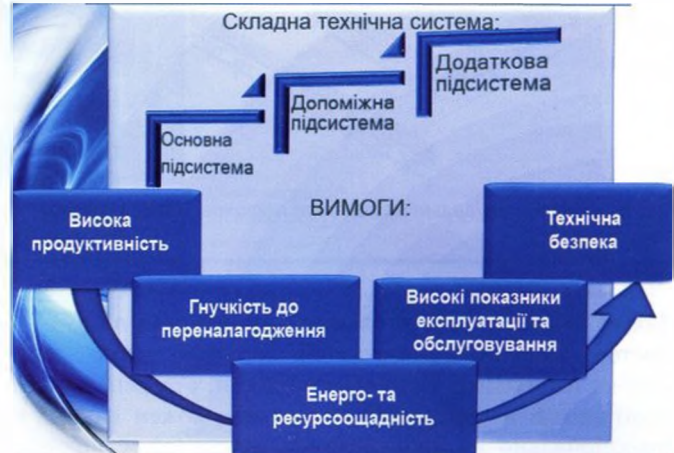 Складна технічна система:
Основна
підсистема
Допоміжна
підсистема
Додаткова
підсистема
ВИМОГИ:
Висока
продуктивність
Гнучкість до
переналагодження
Енерго- та
ресурсоощадність
Високі показники
експлуатації та
обслуговування
Технічна
безпека